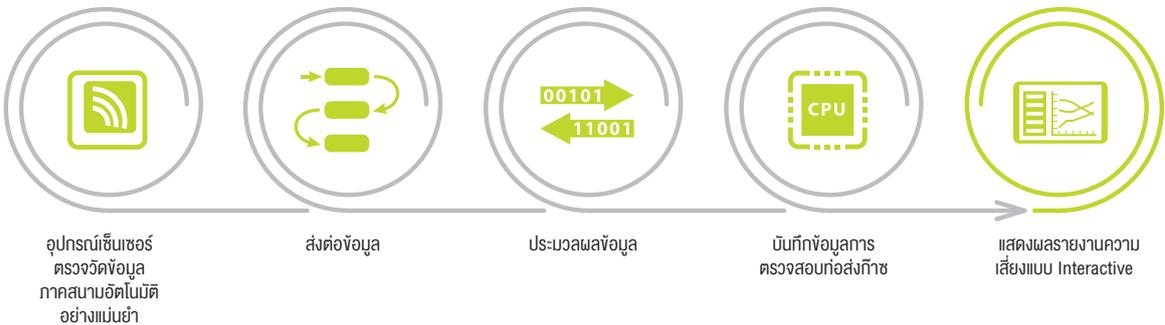 00101
11001
CPU
อุปกรณ์เซ็นเซอร์
ตรวจวัดข้อมูล
ภาคสนามอัตโนมัติ
อย่างแม่นยำ
ส่งต่อข้อมูล
ประมวลผลข้อมูล
บันทึกข้อมูลการ
ตรวจสอบท่อส่งก๊าซ
แสดงผลรายงานความ
เสี่ยงแบบ Interactive